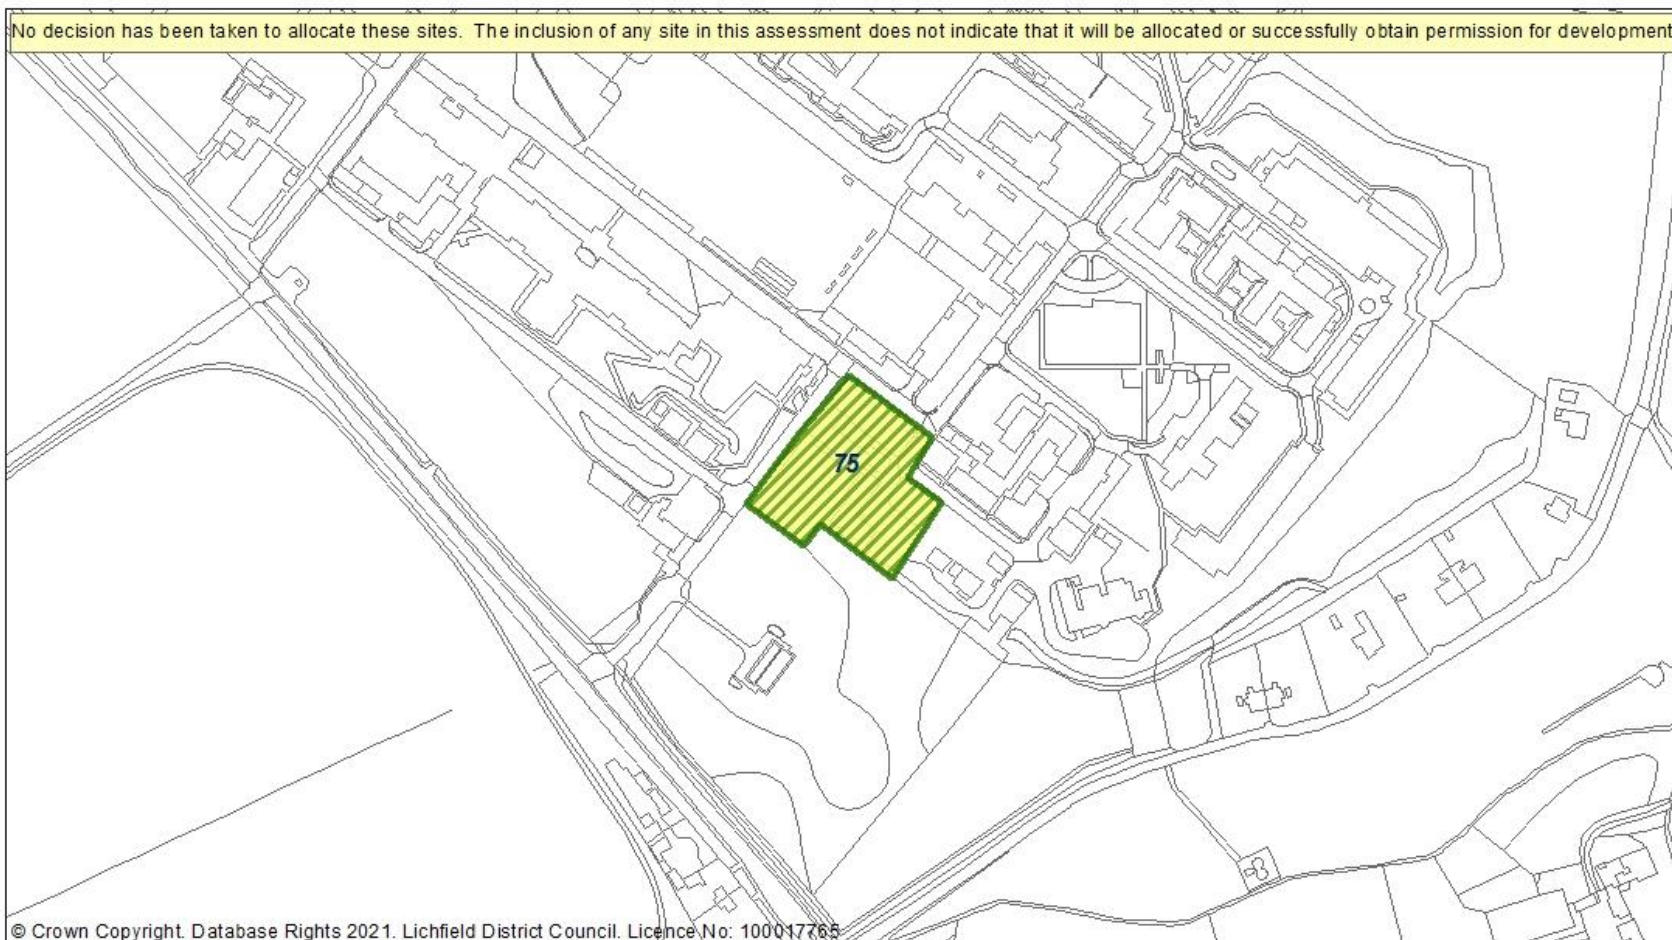 No decision has been taken to allocate these sites. The inclusion of any site in this assessment does not indicate that it will be allocated or successfully obtain permission for development
75
© Crown Copyright. Database Rights 2021. Lichfield District Council. Licence No: 100017765